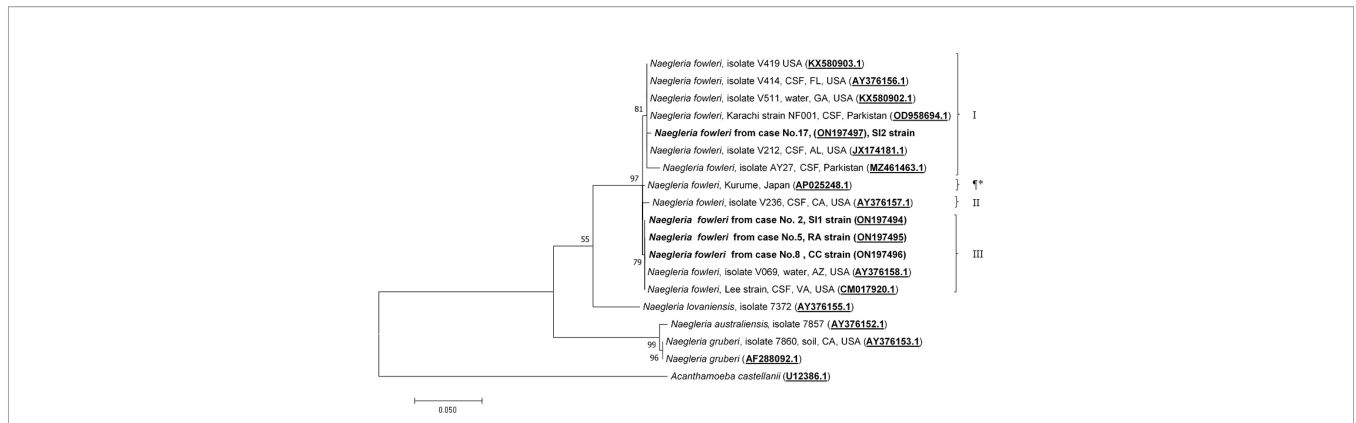 Naegleria fowleri, isolate V419 USA (KX580903.1)
Naegleria fowleri, isolate V414, CSF, FL, USA (AY376156.1)
Naegleria fowleri, isolate V511, water, GA, USA (KX580902.1)
81
Naegleria fowleri, Karachi strain NF001, CSF, Parkistan (OD958694.1)
I
Naegleria fowleri from case No.17, (ON197497), SI2 strain
Naegleria fowleri, isolate V212, CSF, AL, USA (JX174181.1)
Naegleria fowleri, isolate AY27, CSF, Parkistan (MZ461463.1)
97
Naegleria fowleri, Kurume, Japan (AP025248.1)
¶*
Naegleria fowleri, isolate V236, CSF, CA, USA (AY376157.1)
II
Naegleria fowleri from case No. 2, SI1 strain (ON197494)
55
Naegleria fowleri from case No.5, RA strain (ON197495)
Naegleria fowleri from case No.8 , CC strain (ON197496)
III
79
Naegleria fowleri, isolate V069, water, AZ, USA (AY376158.1)
Naegleria fowleri, Lee strain, CSF, VA, USA (CM017920.1)
Naegleria lovaniensis, isolate 7372 (AY376155.1)
Naegleria australiensis, isolate 7857 (AY376152.1)
99
Naegleria gruberi, isolate 7860, soil, CA, USA (AY376153.1)
96
Naegleria gruberi (AF288092.1)
Acanthamoeba castellanii (U12386.1)
0.050